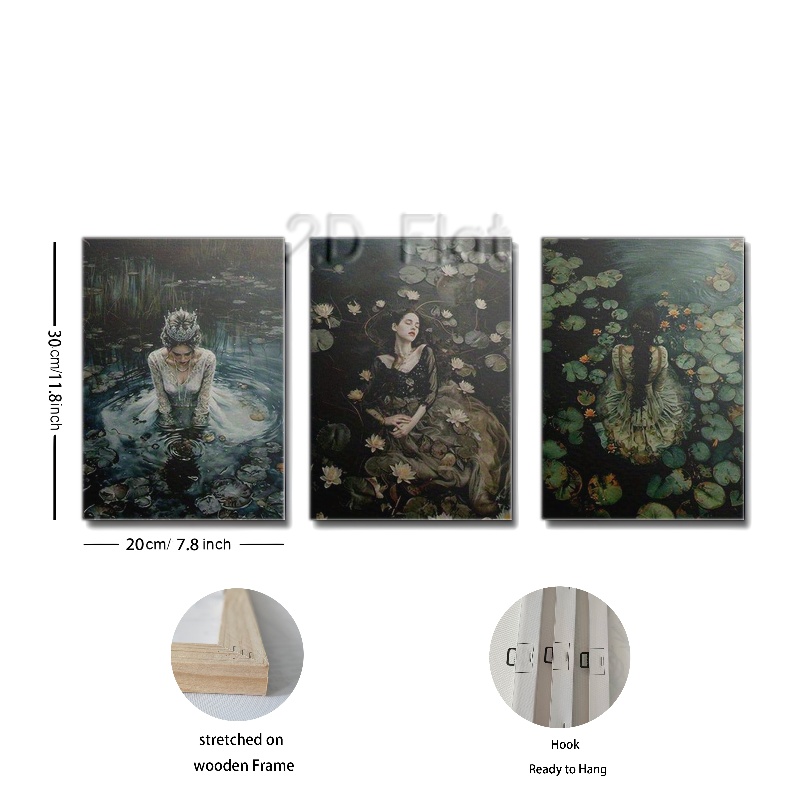 2D Flat
30cm/11.8inch
20cm/ 7.8 inch
stretched on
wooden Frame
Hook
Ready to Hang